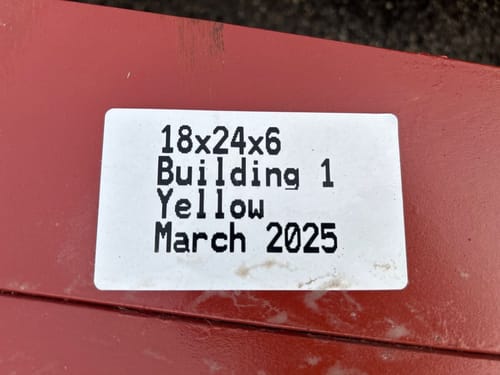 18x24x6
Building 1
Yellow
March 2025